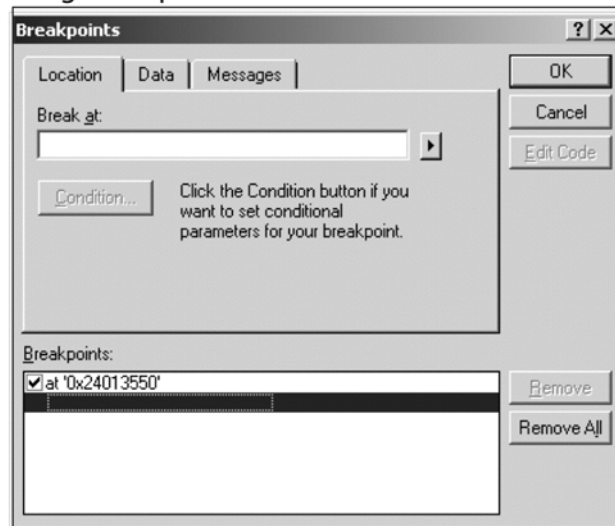 Breakpoints
Location Data Messages
OK
Break at:
Cancel
Edit Code
Condition...
Click the Condition button if you
want to set conditional
parameters for your breakpoint.
Breakpoints:
at '0x24013550'
Remove
Remove All